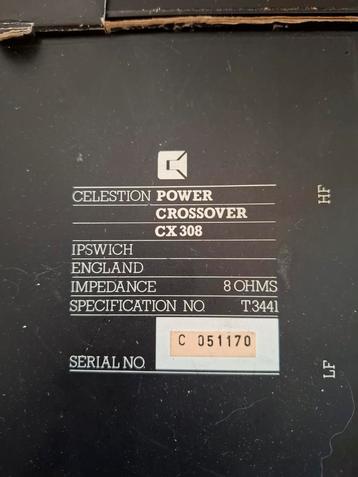 CELESTION POWER
CROSSOVER
CX 308
IPSWICH
ENGLAND
IMPEDANCE 8 OHMS
SPECIFICATION NO. T3441
SERIAL NO. C 051170
HF
LF